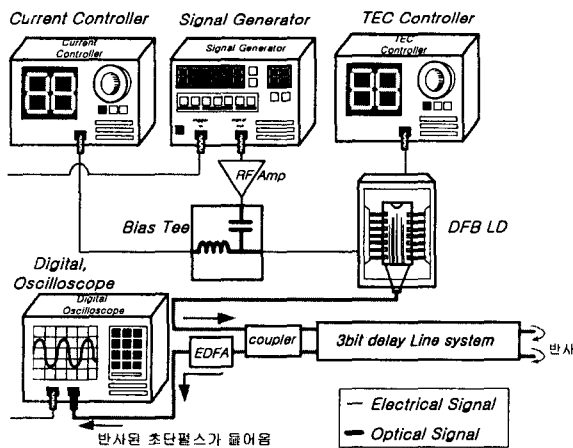 Current Controller
Signal Generator
TEC Controller
Current
Controller
Signal Generator
TEC
Controller
RF Amp
Bias Tee
DFB LD
Digital,
Oscilloscope
Digital
Oscilloscope
EDFA
coupler
3bit delay Line system
반사
반사된 초단펄스가 들어옴
Electrical Signal
Optical Signal